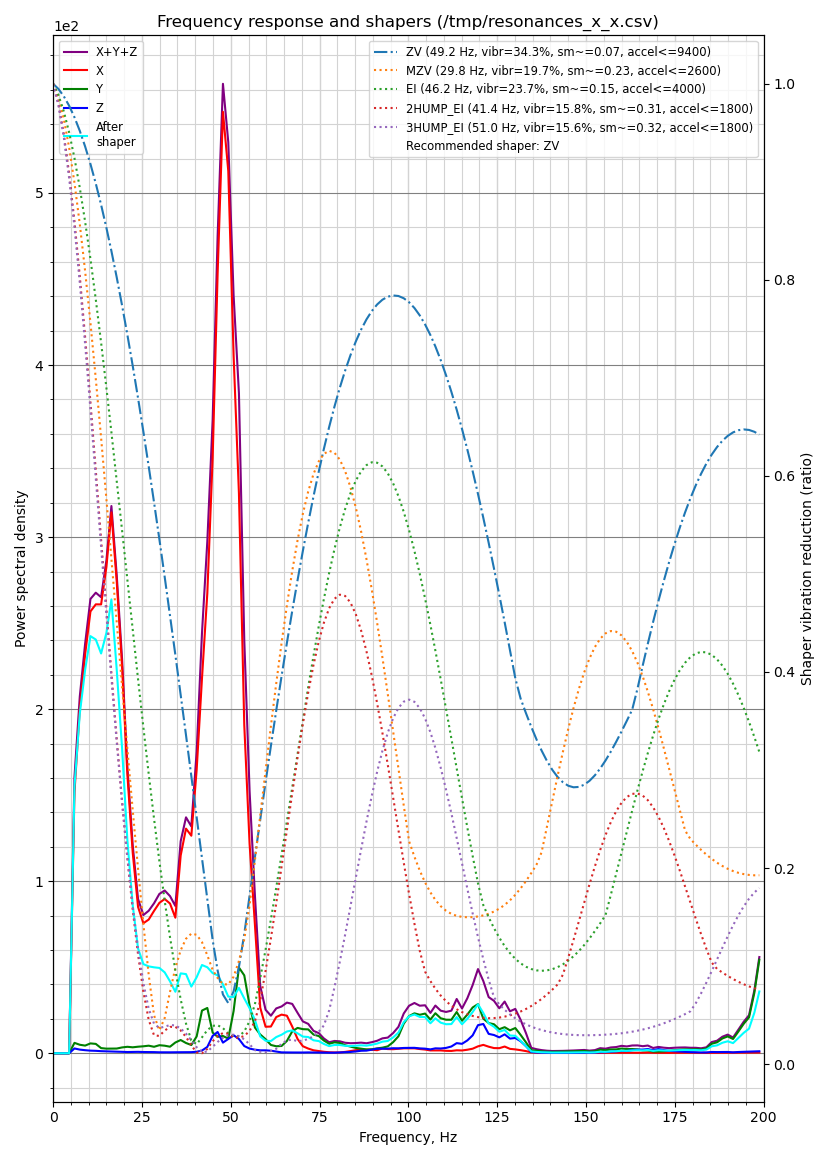 Frequency response and shapers (/tmp/resonances_x_x.csv)
1e2
X+Y+Z
X
Y
Z
After
shaper
ZV (49.2 Hz, vibr=34.3%, sm~=0.07, accel<=9400)
MZV (29.8 Hz, vibr=19.7%, sm~=0.23, accel<=2600)
EI (46.2 Hz, vibr=23.7%, sm~=0.15, accel<=4000)
2HUMP_EI (41.4 Hz, vibr=15.8%, sm~=0.31, accel<=1800)
3HUMP_EI (51.0 Hz, vibr=15.6%, sm~=0.32, accel<=1800)
Recommended shaper: ZV
Power spectral density
5
4
3
2
1
0
1.0
0.8
0.6
0.4
0.2
0.0
Shaper vibration reduction (ratio)
0 25 50 75 100 125 150 175 200
Frequency, Hz